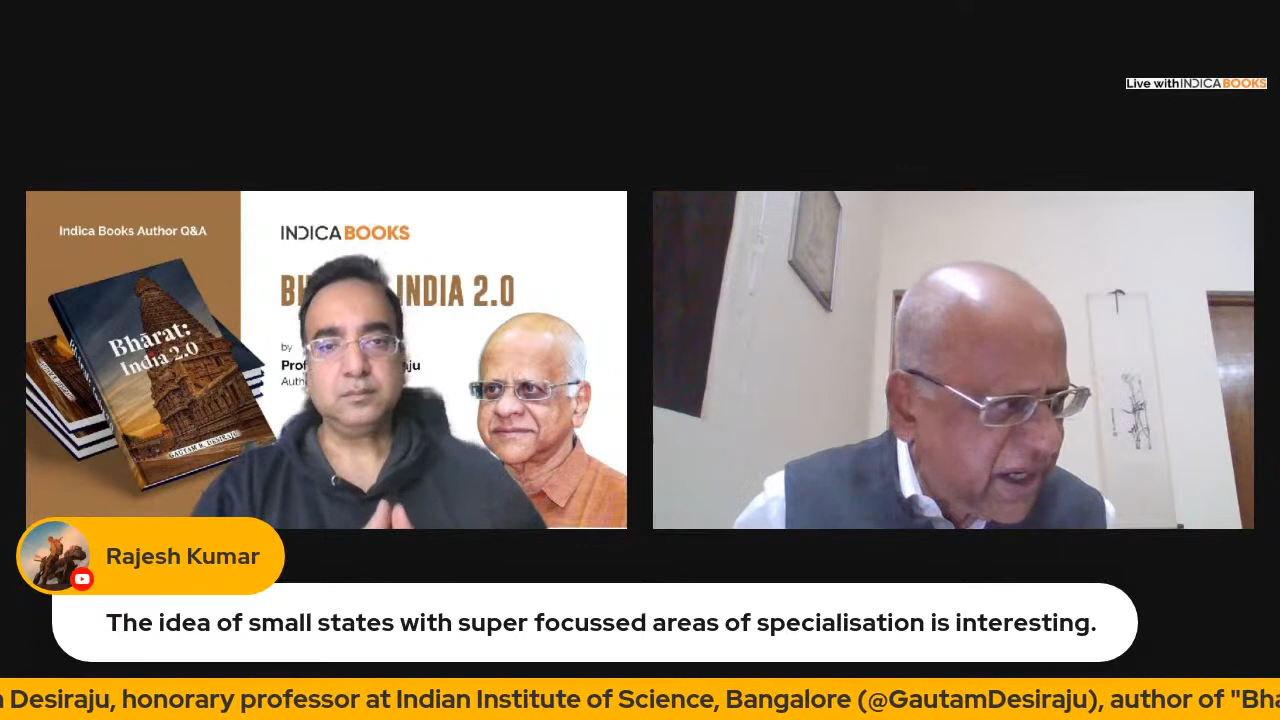 Live with INDICA BOOKS
Indica Books Author Q&A
INDICA BOOKS
INDIA 2.0
by
Bhārat:
India 2.0
GAUTAM R. DESIRAJU
Rajesh Kumar
The idea of small states with super focussed areas of specialisation is interesting.
Desiraju, honorary professor at Indian Institute of Science, Bangalore (@GautamDesiraju), author of "Bha